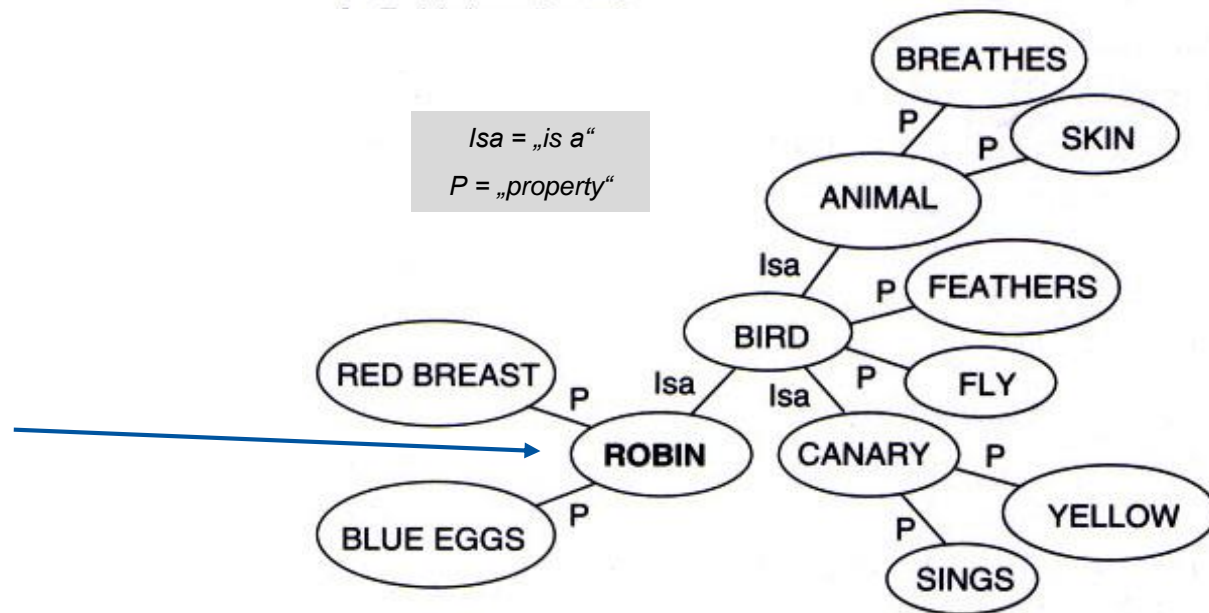 BREATHES
Isa = „is a“
P = „property“
P
SKIN
P
ANIMAL
Isa
P
FEATHERS
BIRD
RED BREAST
Isa
P
FLY
Isa
P
ROBIN
CANARY
P
YELLOW
P
BLUE EGGS
P
SINGS